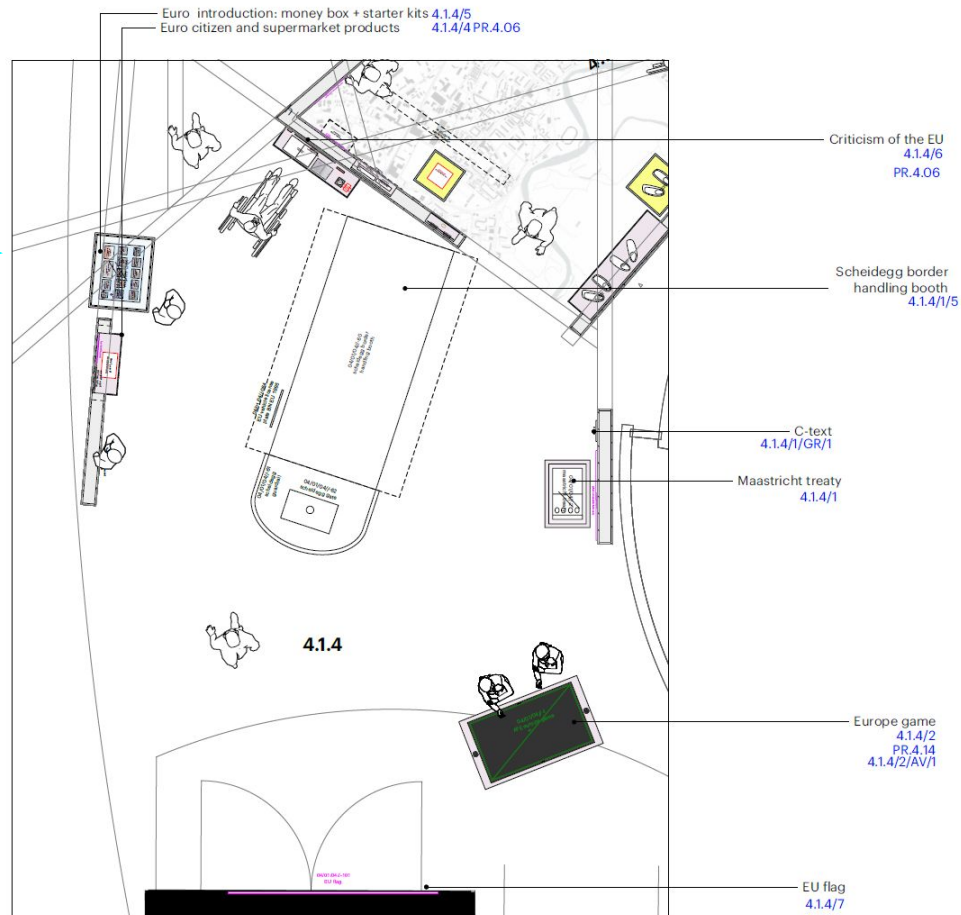 Euro introduction: money box + starter kits 4.1.4/5
Euro citizen and supermarket products 4.1.4/4 PR.4.06
Criticism of the EU
4.1.4/6
PR.4.06
Scheidegg border
handling booth
4.1.4/1/5
C-text
4.1.4/1/GR/1
Maastricht treaty
4.1.4/1
4.1.4
Europe game
4.1.4/2
PR.4.14
4.1.4/2/AV/1
EU flag
EU flag
4.1.4/7